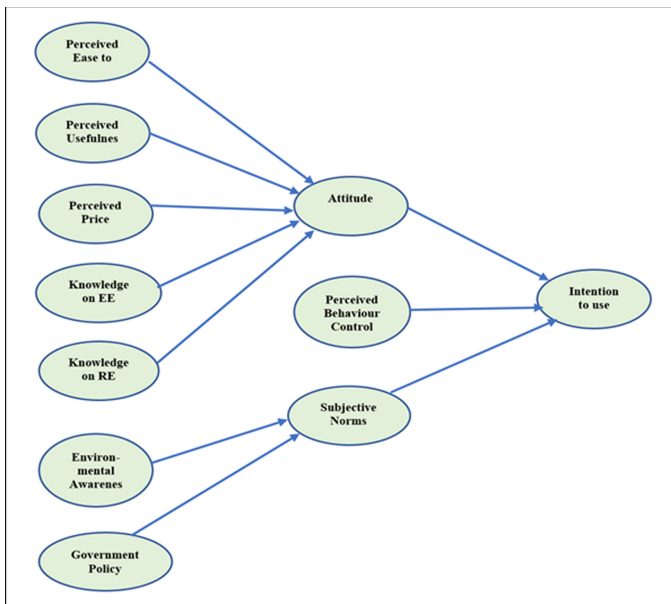 Perceived
Ease to
Perceived
Usefulnes
Perceived
Price
Knowledge
on EE
Knowledge
on RE
Environ-
mental
Awarenes
Government
Policy
Attitude
Perceived
Behaviour
Control
Subjective
Norms
Intention
to use